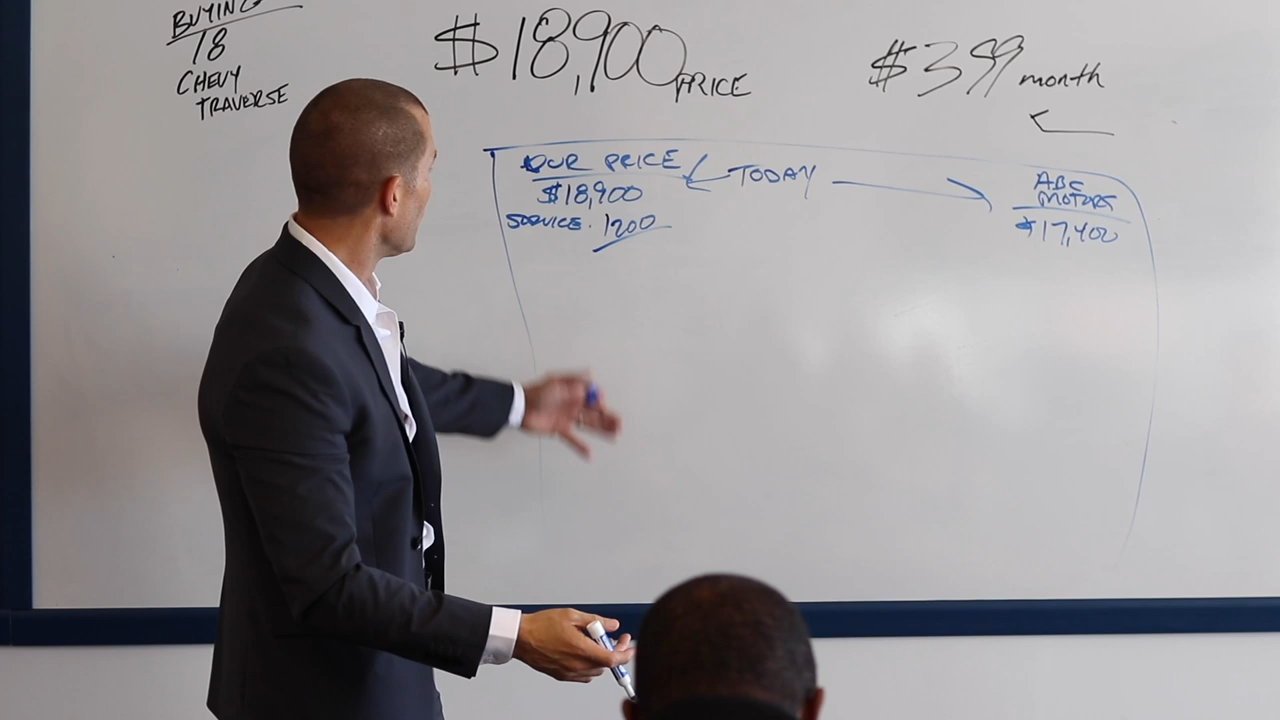 BUYING
18
CHEVY
TRAVERSE
$18,900 PRICE
$399 month
OUR PRICE
$18,900
SERVICE. 1200
TODAY
ABC
MOTORS
$17,400